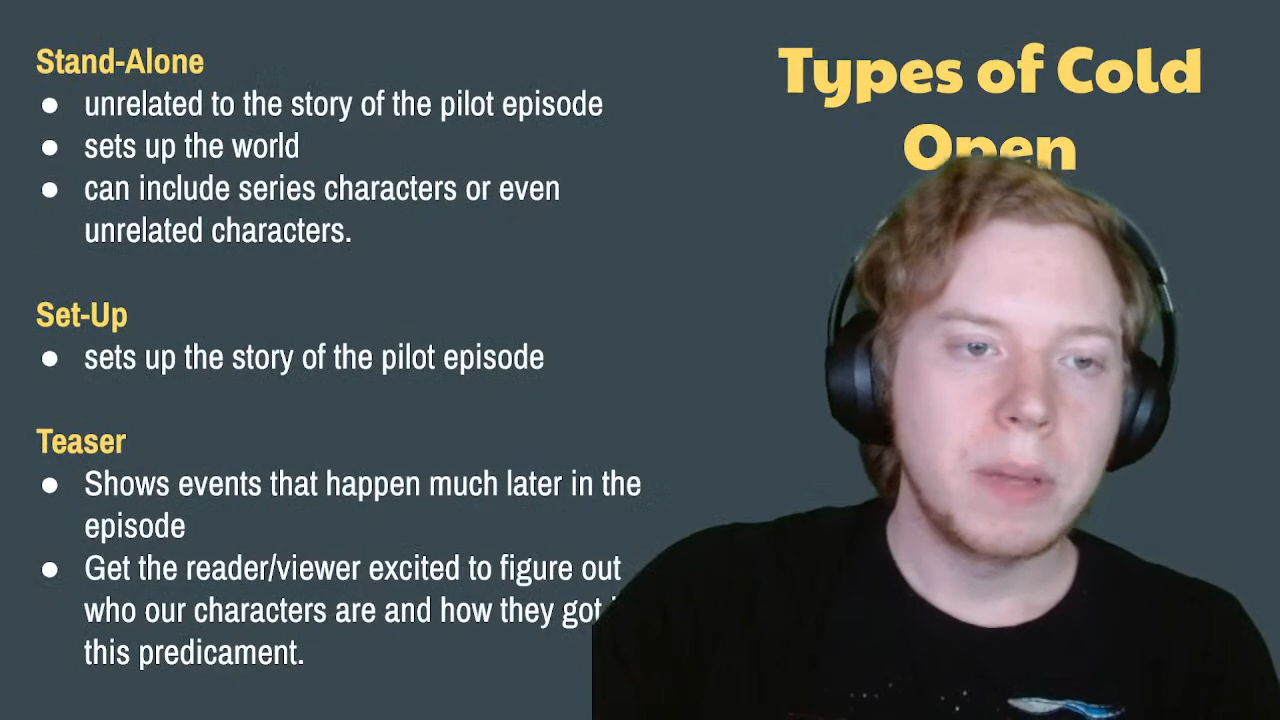 Types of Cold
Open
Stand-Alone
● unrelated to the story of the pilot episode
● sets up the world
● can include series characters or even
unrelated characters.
Set-Up
● sets up the story of the pilot episode
Teaser
● Shows events that happen much later in the
episode
● Get the reader/viewer excited to figure out
who our characters are and how they got
this predicament.